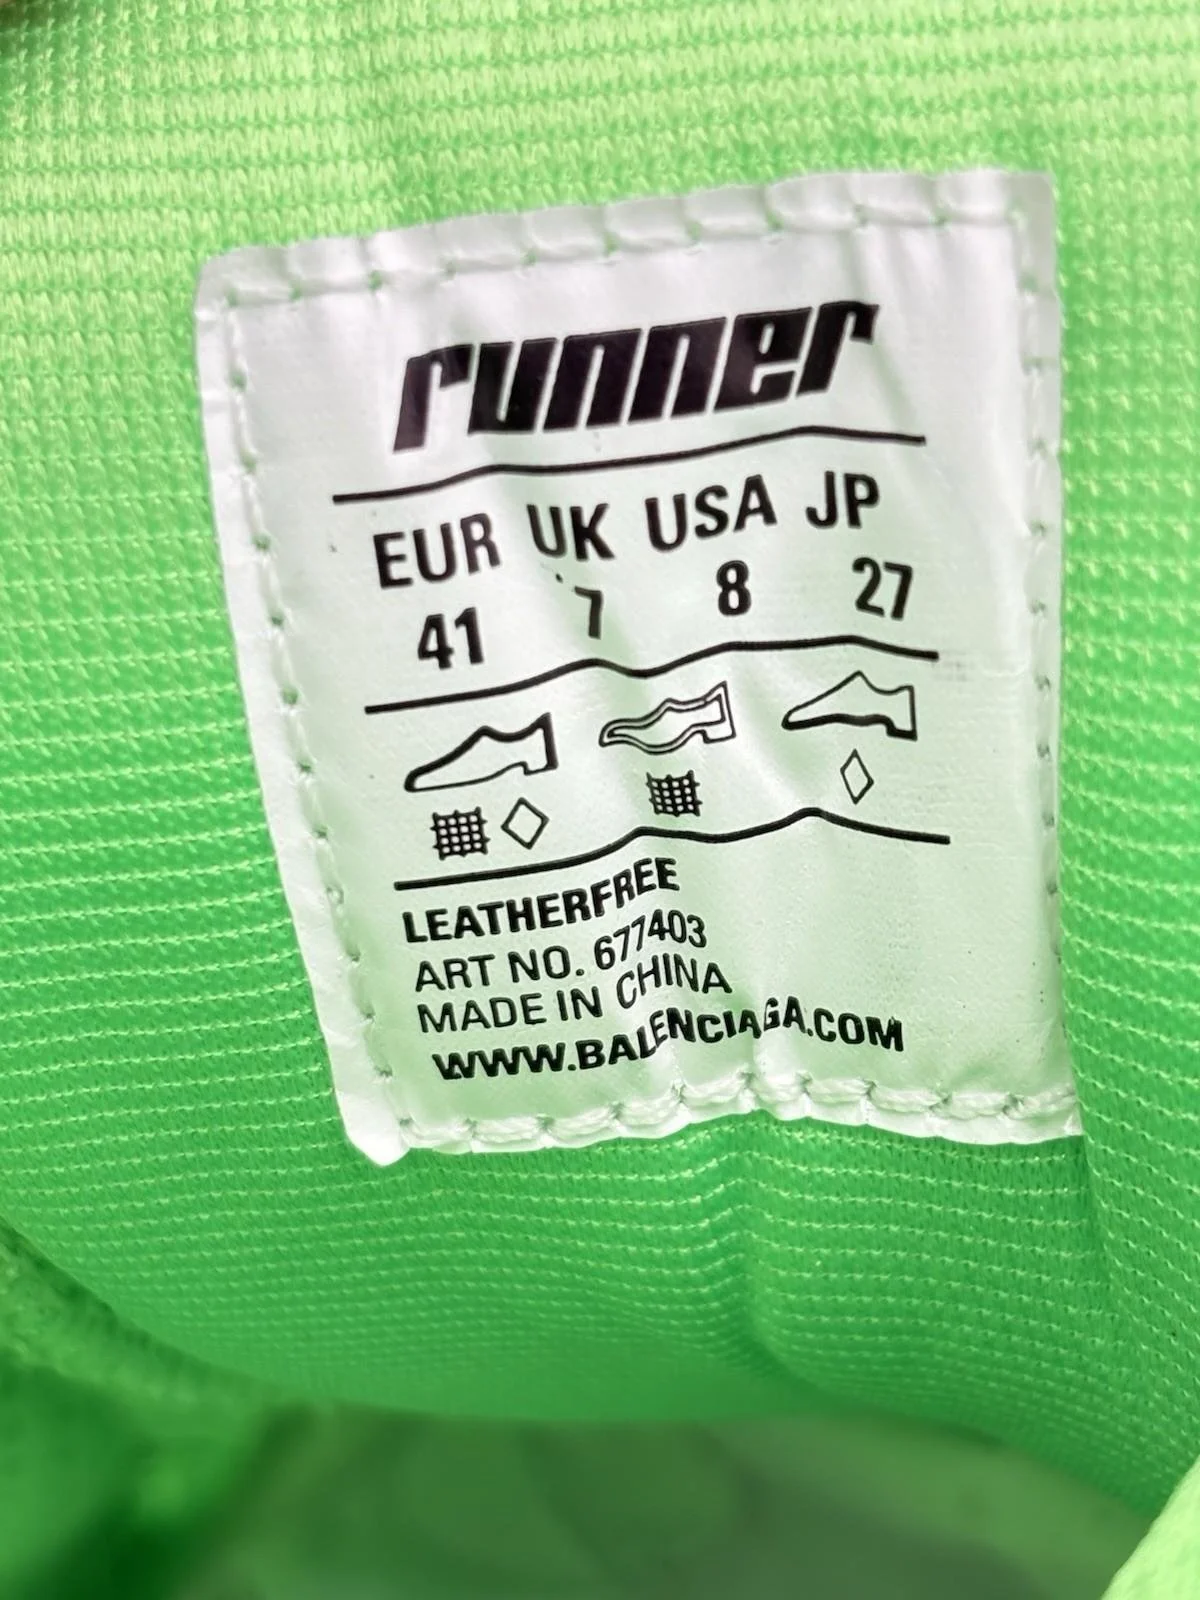 runner
EUR UK USA JP
41 7 8 27
LEATHERFREE
ART NO. 677403
MADE IN CHINA
WWW.BALENCIAGA.COM